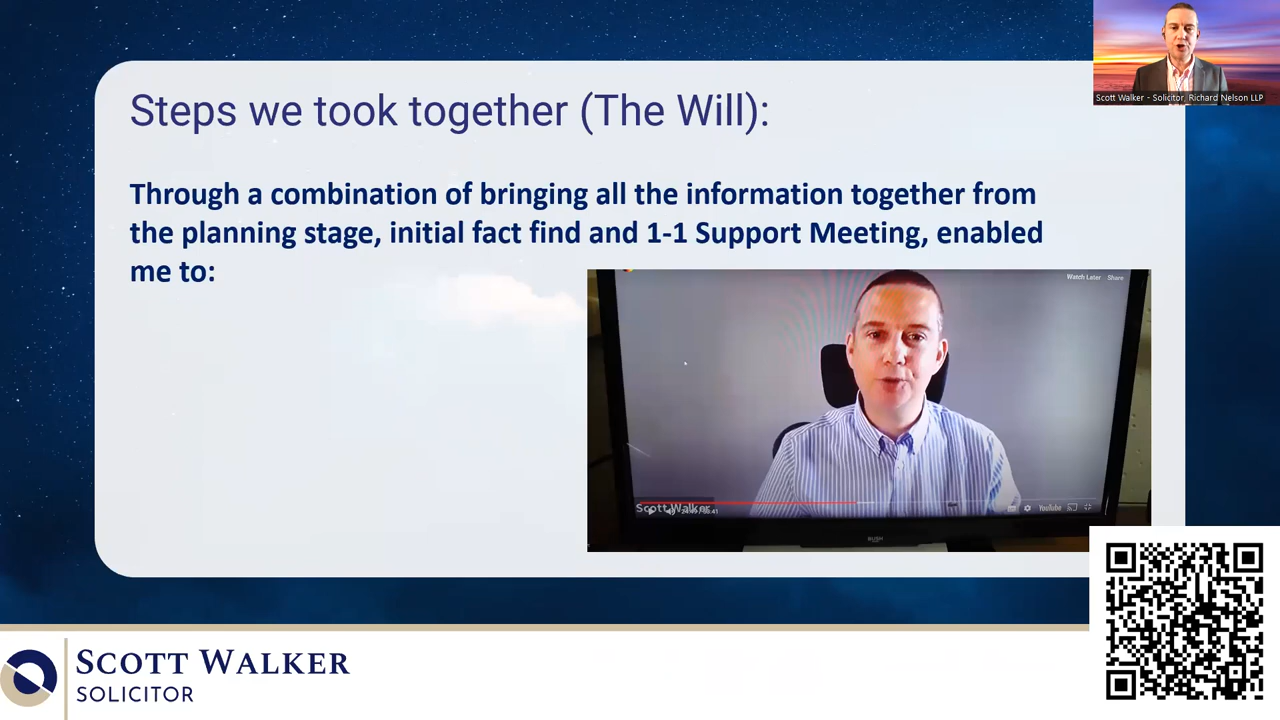 Scott Walker - Solicitor, Richard Nelson LLP
Steps we took together (The Will):
Through a combination of bringing all the information together from
the planning stage, initial fact find and 1-1 Support Meeting, enabled
me to:
Watch Later Share
Scott Walker
YouTube
BUSH
SCOTT WALKER
SOLICITOR